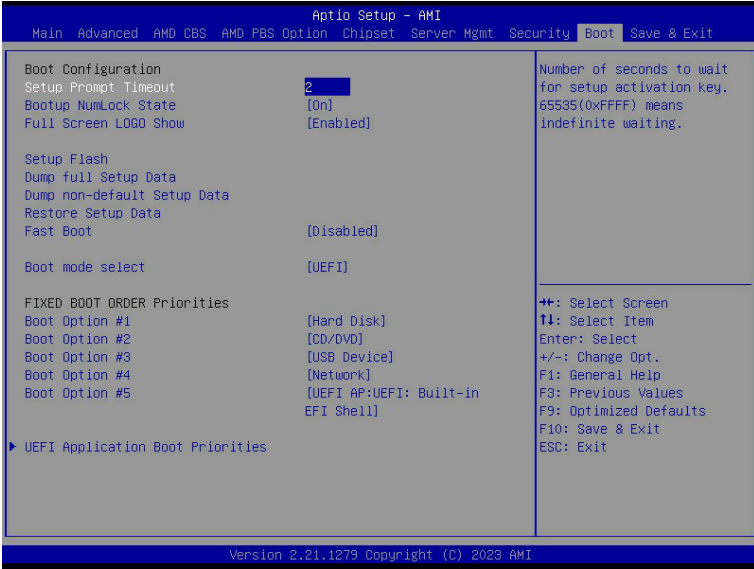 Aptio Setup - AMI
Main Advanced AMD CBS AMD PBS Option Chipset Server Mgmt Security Boot Save & Exit
Boot Configuration
Setup Prompt Timeout 2
Bootup NumLock State [On]
Full Screen LOGO Show [Enabled]
Setup Flash
Dump full Setup Data
Dump non-default Setup Data
Restore Setup Data
Fast Boot [Disabled]
Boot mode select [UEFI]
FIXED BOOT ORDER Priorities
Boot Option #1 [Hard Disk]
Boot Option #2 [CD/DVD]
Boot Option #3 [USB Device]
Boot Option #4 [Network]
Boot Option #5 [UEFI AP:UEFI: Built-in
EFI Shell]
UEFI Application Boot Priorities
Number of seconds to wait
for setup activation key.
65535(0xFFFF) means
indefinite waiting.
→←: Select Screen
↑↓: Select Item
Enter: Select
+/-: Change Opt.
F1: General Help
F3: Previous Values
F9: Optimized Defaults
F10: Save & Exit
ESC: Exit
Version 2.21.1279 Copyright (C) 2023 AMI